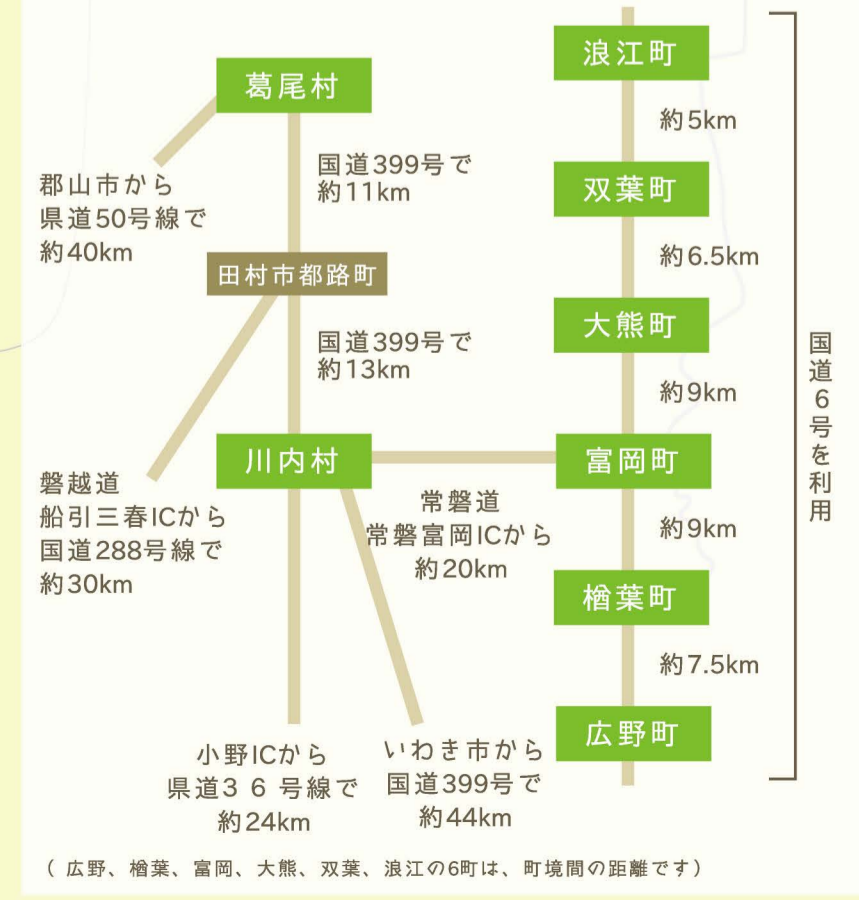 葛尾村
郡山市から
県道50号線で
約40km
国道399号で
約11km
田村市都路町
国道399号で
約13km
磐越道
船引三春ICから
国道288号線で
約30km
川内村
常磐道
常磐富岡ICから
約20km
小野ICから
県道3６号線で
約24km
いわき市から
国道399号で
約44km
浪江町
約5km
双葉町
約6.5km
大熊町
約9km
富岡町
約9km
楢葉町
約7.5km
広野町
国道６号を利用
（ 広野、楢葉、富岡、大熊、双葉、浪江の6町は、町境間の距離です）